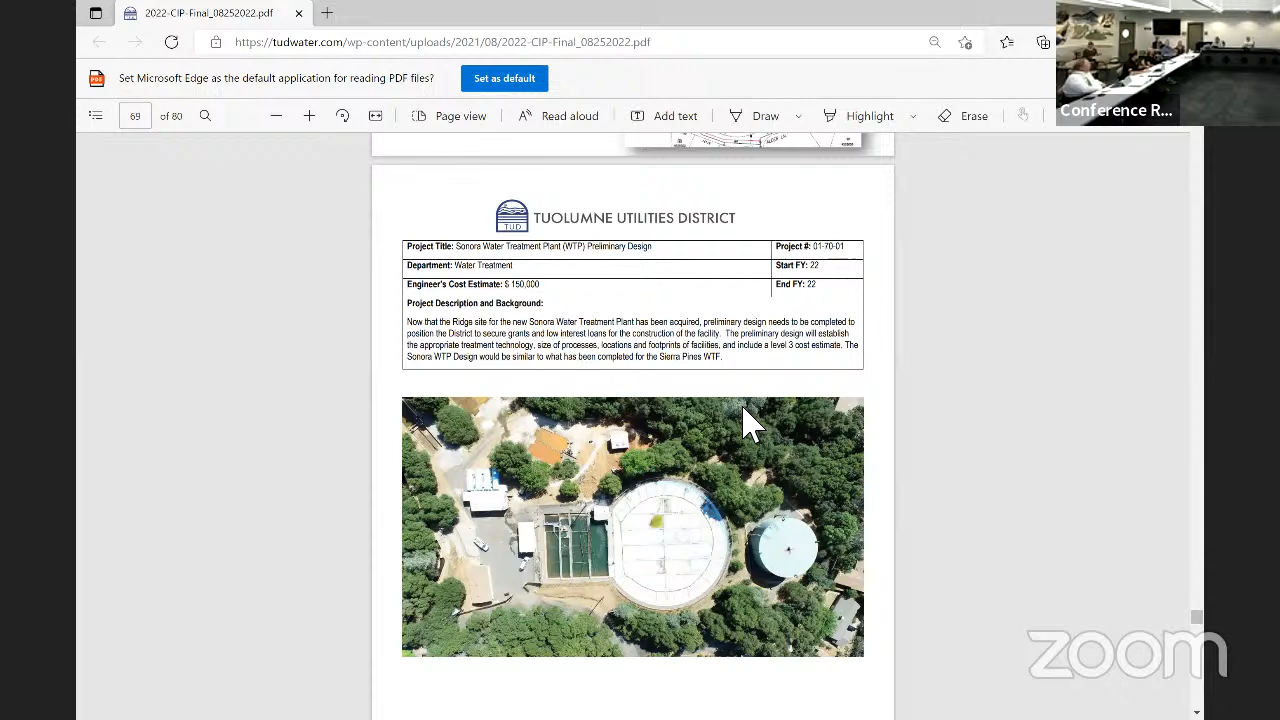 2022-CIP-Final_08252022.pdf
https://tudwater.com/wp-content/uploads/2021/08/2022-CIP-Final_08252022.pdf
Set Microsoft Edge as the default application for reading PDF files?
Set as default
69 of 80
Page view
Read aloud
Add text
Draw
Highlight
Erase
Conference R...
T.U.D
TUOLUMNE UTILITIES DISTRICT
Project Title: Sonora Water Treatment Plant (WTP) Preliminary Design
Project #: 01-70-01
Department: Water Treatment
Start FY: 22
Engineer's Cost Estimate: $ 150,000
End FY: 22
Project Description and Background:
Now that the Ridge site for the new Sonora Water Treatment Plant has been acquired, preliminary design needs to be completed to
position the District to secure grants and low interest loans for the construction of the facility. The preliminary design will establish
the appropriate treatment technology, size of processes, locations and footprints of facilities, and include a level 3 cost estimate. The
Sonora WTP Design would be similar to what has been completed for the Sierra Pines WTF.
zoom